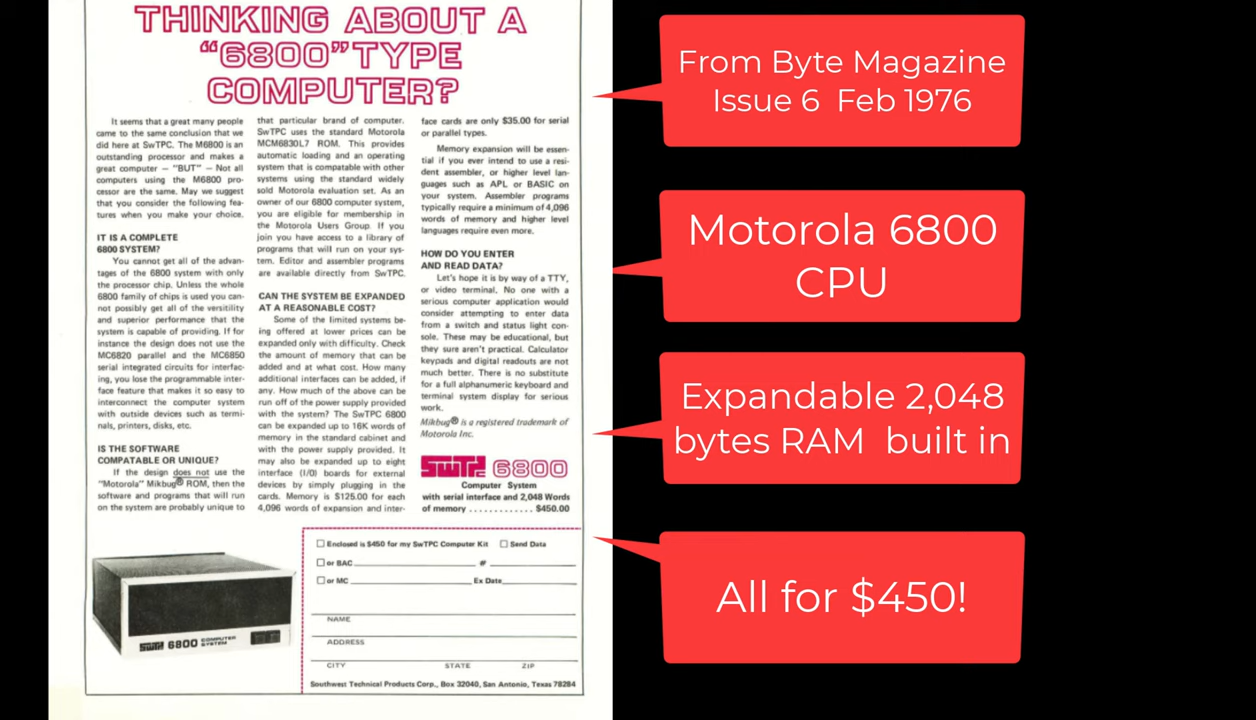 THINKING ABOUT A
“6800” TYPE
COMPUTER?
It seems that a great many people
came to the same conclusion that we
did here at SwTPC. The M6800 is an
outstanding processor and makes a
great computer — "BUT" — Not all
computers using the M6800 pro-
cessor are the same. May we suggest
that you consider the following fea-
tures when you make your choice.
IT IS A COMPLETE
6800 SYSTEM?
You cannot get all of the advan-
tages of the 6800 system with only
the processor chip. Unless the whole
6800 family of chips is used you can-
not possibly get all of the versitility
and superior performance that the
system is capable of providing. If for
instance the design does not use the
MC6820 parallel and the MC6850
serial integrated circuits for interfac-
ing, you lose the programmable inter-
face feature that makes it so easy to
interconnect the computer system
with outside devices such as termi-
nals, printers, disks, etc.
IS THE SOFTWARE
COMPATABLE OR UNIQUE?
If the design does not use the
"Motorola" Mikbug® ROM, then the
software and programs that will run
on the system are probably unique to
that particular brand of computer.
SwTPC uses the standard Motorola
MCM6830L7 ROM. This provides
automatic loading and an operating
system that is compatable with other
systems using the standard widely
sold Motorola evaluation set. As an
owner of our 6800 computer system,
you are eligible for membership in
the Motorola Users Group. If you
join you have access to a library of
programs that will run on your sys-
tem. Editor and assembler programs
are available directly from SwTPC.
CAN THE SYSTEM BE EXPANDED
AT A REASONABLE COST?
Some of the limited systems be-
ing offered at lower prices can be
expanded only with difficulty. Check
the amount of memory that can be
added and at what cost. How many
additional interfaces can be added, if
any. How much of the above can be
run off of the power supply provided
with the system? The SwTPC 6800
can be expanded up to 16K words of
memory in the standard cabinet and
with the power supply provided. It
may also be expanded up to eight
interface (I/O) boards for external
devices by simply plugging in the
cards. Memory is $125.00 for each
4,096 words of expansion and inter-
face cards are only $35.00 for serial
or parallel types.
Memory expansion will be essen-
tial if you ever intend to use a resi-
dent assembler, or higher level lan-
guages such as APL or BASIC on
your system. Assembler programs
typically require a minimum of 4,096
words of memory and higher level
languages require even more.
HOW DO YOU ENTER
AND READ DATA?
Let's hope it is by way of a TTY,
or video terminal. No one with a
serious computer application would
consider attempting to enter data
from a switch and status light con-
sole. These may be educational, but
they sure aren't practical. Calculator
keypads and digital readouts are not
much better. There is no substitute
for a full alphanumeric keyboard and
terminal system display for serious
work.
Mikbug® is a registered trademark of
Motorola Inc.
SWTPC 6800
Computer System
with serial interface and 2,048 Words
of memory . . . . . . . . . . . . . $450.00
Enclosed is $450 for my SwTPC Computer Kit Send Data
or BAC #
or MC Ex Date
NAME
ADDRESS
CITY STATE ZIP
Southwest Technical Products Corp., Box 32040, San Antonio, Texas 78284
SWTPC 6800 COMPUTER
SYSTEM
From Byte Magazine
Issue 6 Feb 1976
Motorola 6800
CPU
Expandable 2,048
bytes RAM built in
All for $450!